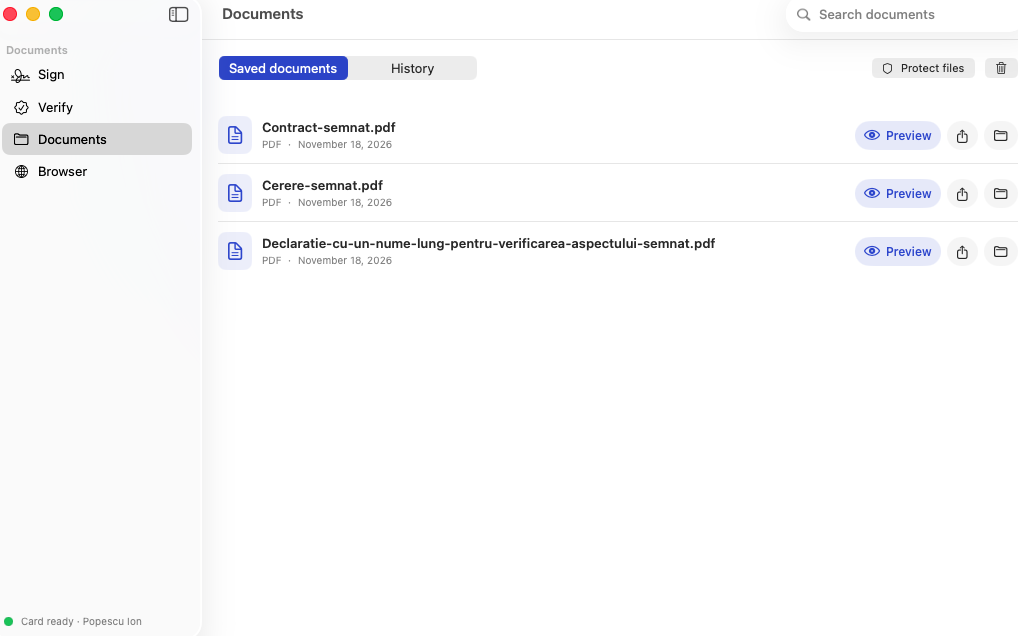 Documents
Search documents
Documents
Sign
Verify
Documents
Browser
Saved documents
History
Protect files
Contract-semnat.pdf
PDF · November 18, 2026
Preview
Cerere-semnat.pdf
PDF · November 18, 2026
Preview
Declaratie-cu-un-nume-lung-pentru-verificarea-aspectului-semnat.pdf
PDF · November 18, 2026
Preview
Card ready · Popescu Ion